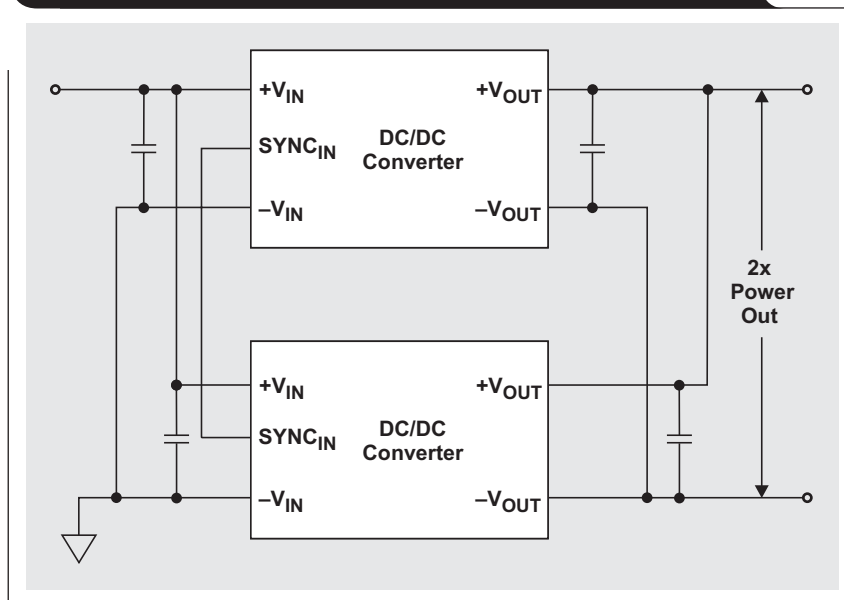 +VIN
+VOUT
SYNCIN
DC/DC
Converter
–VIN
–VOUT
2x
Power
Out
+VIN
+VOUT
SYNCIN
DC/DC
Converter
–VIN
–VOUT